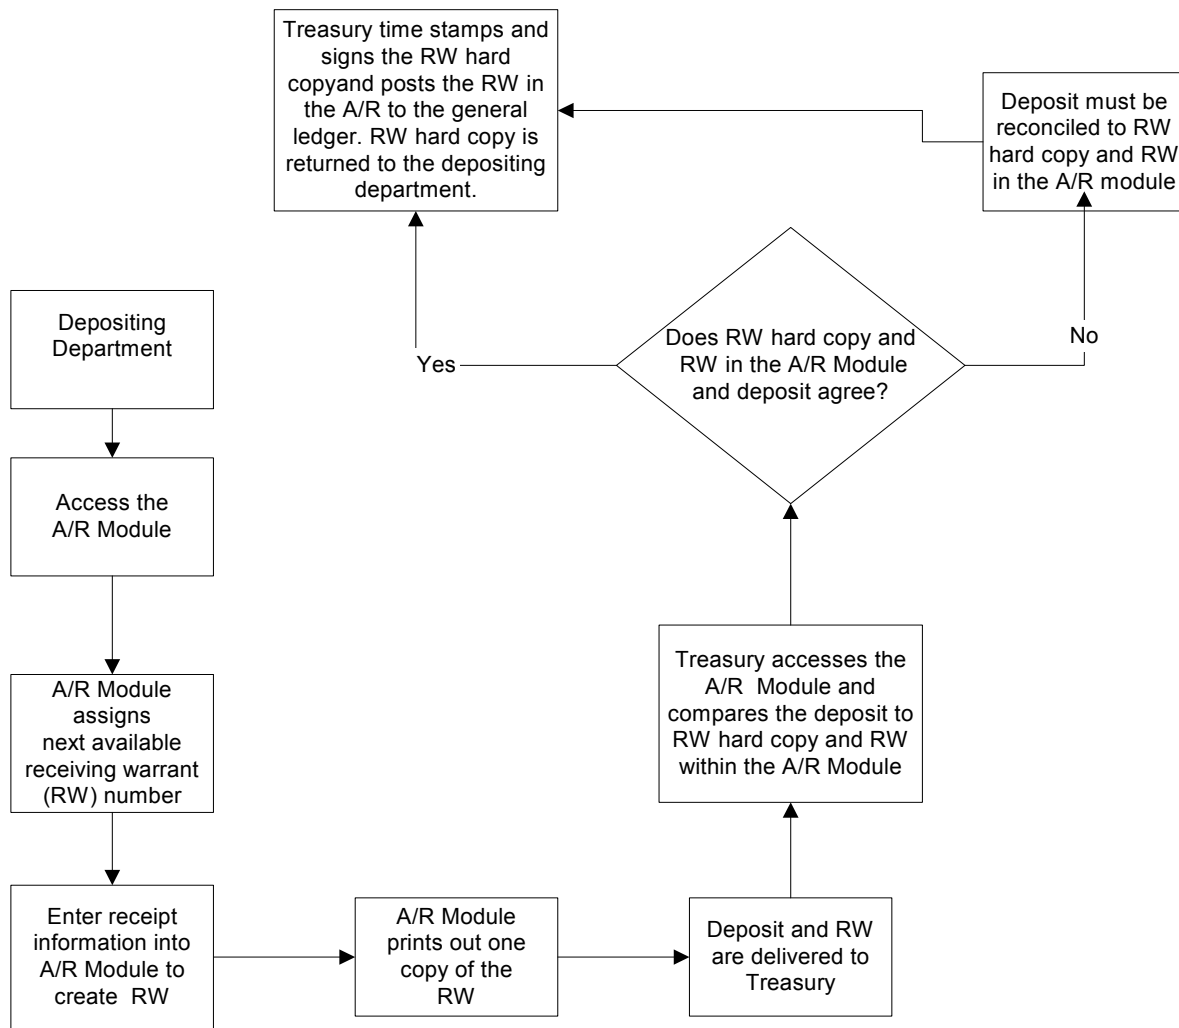 Treasury time stamps and
signs the RW hard
copyand posts the RW in
the A/R to the general
ledger. RW hard copy is
returned to the depositing
department.
Deposit must be
reconciled to RW
hard copy and RW
in the A/R module
Depositing
Department
Does RW hard copy and
RW in the A/R Module
and deposit agree?
Yes
No
Access the
A/R Module
A/R Module
assigns
next available
receiving warrant
(RW) number
Treasury accesses the
A/R Module and
compares the deposit to
RW hard copy and RW
within the A/R Module
Enter receipt
information into
A/R Module to
create RW
A/R Module
prints out one
copy of the
RW
Deposit and RW
are delivered to
Treasury